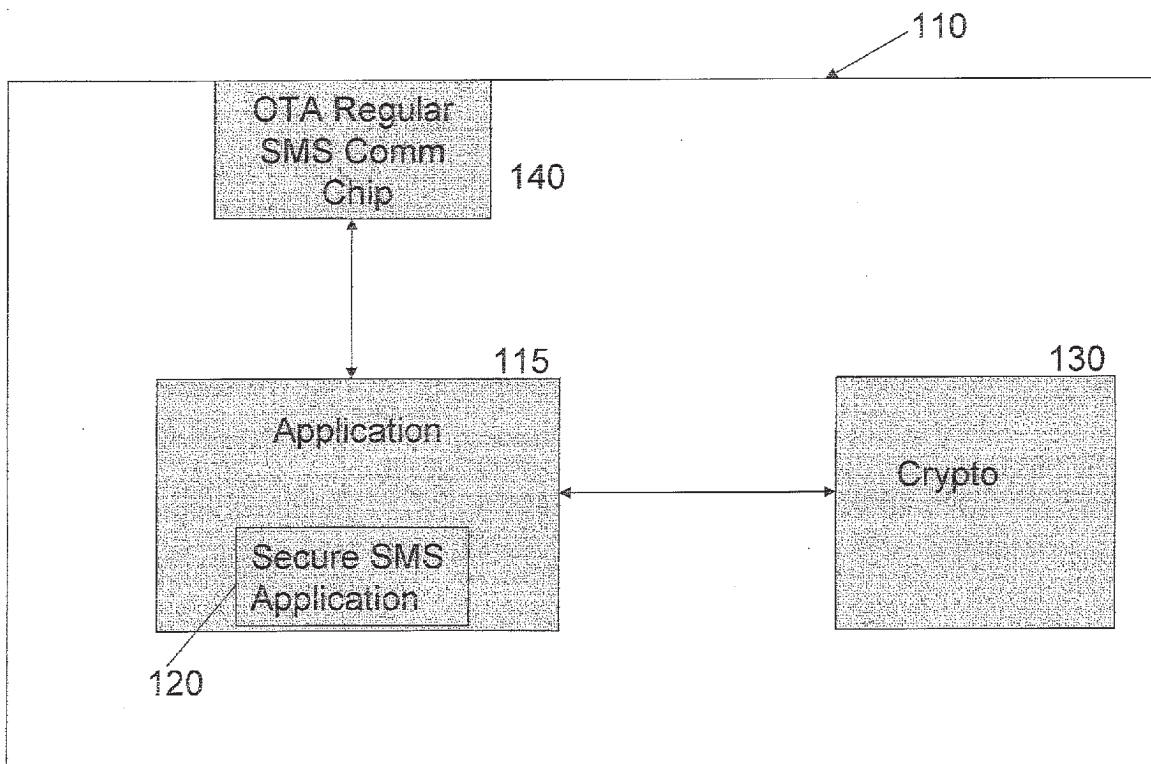 110
OTA Regular
SMS Comm
Chip
140
115
130
Application
Crypto
Secure SMS
Application
120